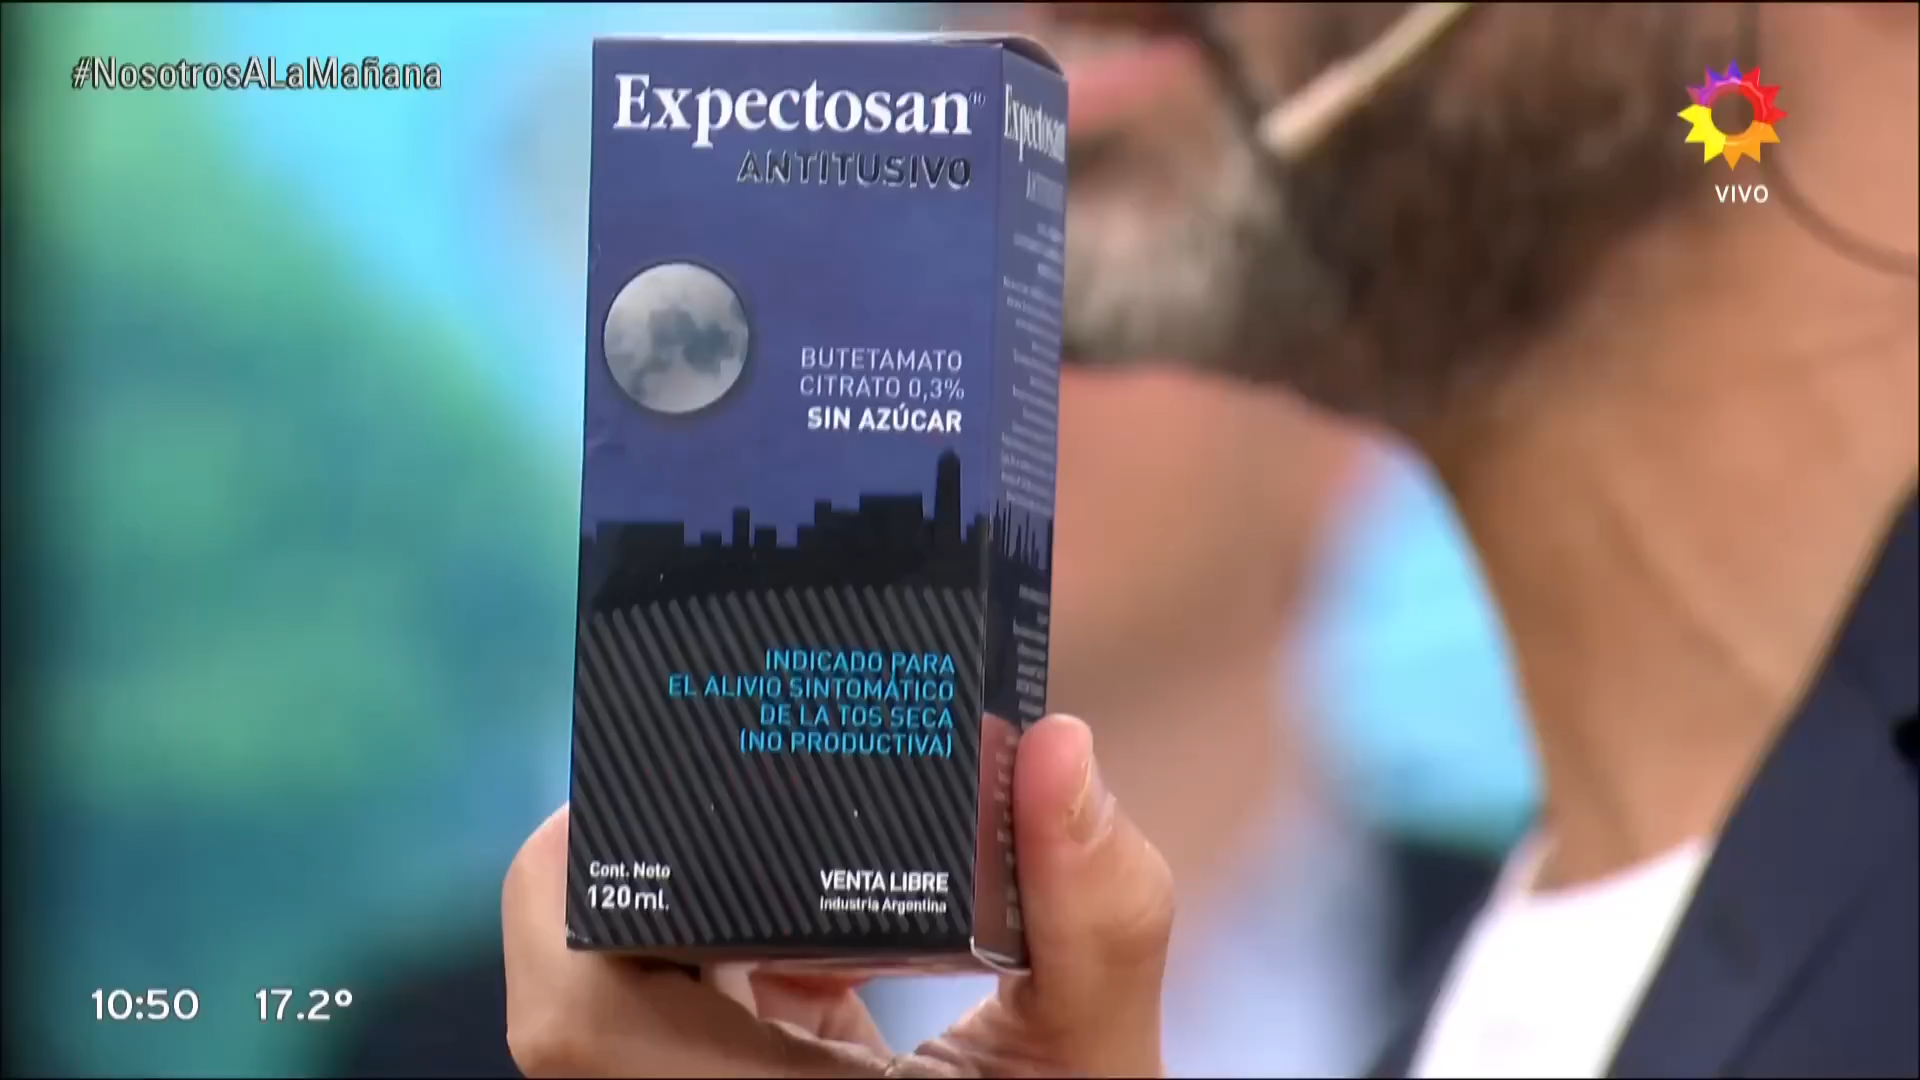 #NosotrosALaMañana
VIVO
Expectosan
ANTITUSIVO
BUTETAMATO
CITRATO 0,3%
SIN AZÚCAR
INDICADO PARA
EL ALIVIO SINTOMÁTICO
DE LA TOS SECA
(NO PRODUCTIVA)
Cont. Neto
120 ml.
VENTA LIBRE
Industria Argentina
Expectosan
10:50 17.2°